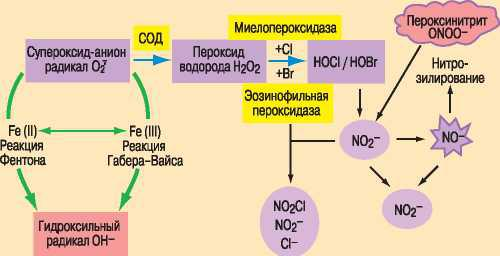 Миелопероксидаза
Пероксинитрит
ONOO–
СОД
Супероксид-анион
радикал O₂⁻
Пероксид
водорода H₂O₂
+Cl
+Br
HOCl / HOBr
Нитро-
зилирование
Эозинофильная
пероксидаза
Fe (II)
Реакция
Фентона
Fe (III)
Реакция
Габера–Вайса
NO₂–
NO–
Гидроксильный
радикал OH–
NO₂Cl
NO₂–
Cl–
NO₂–